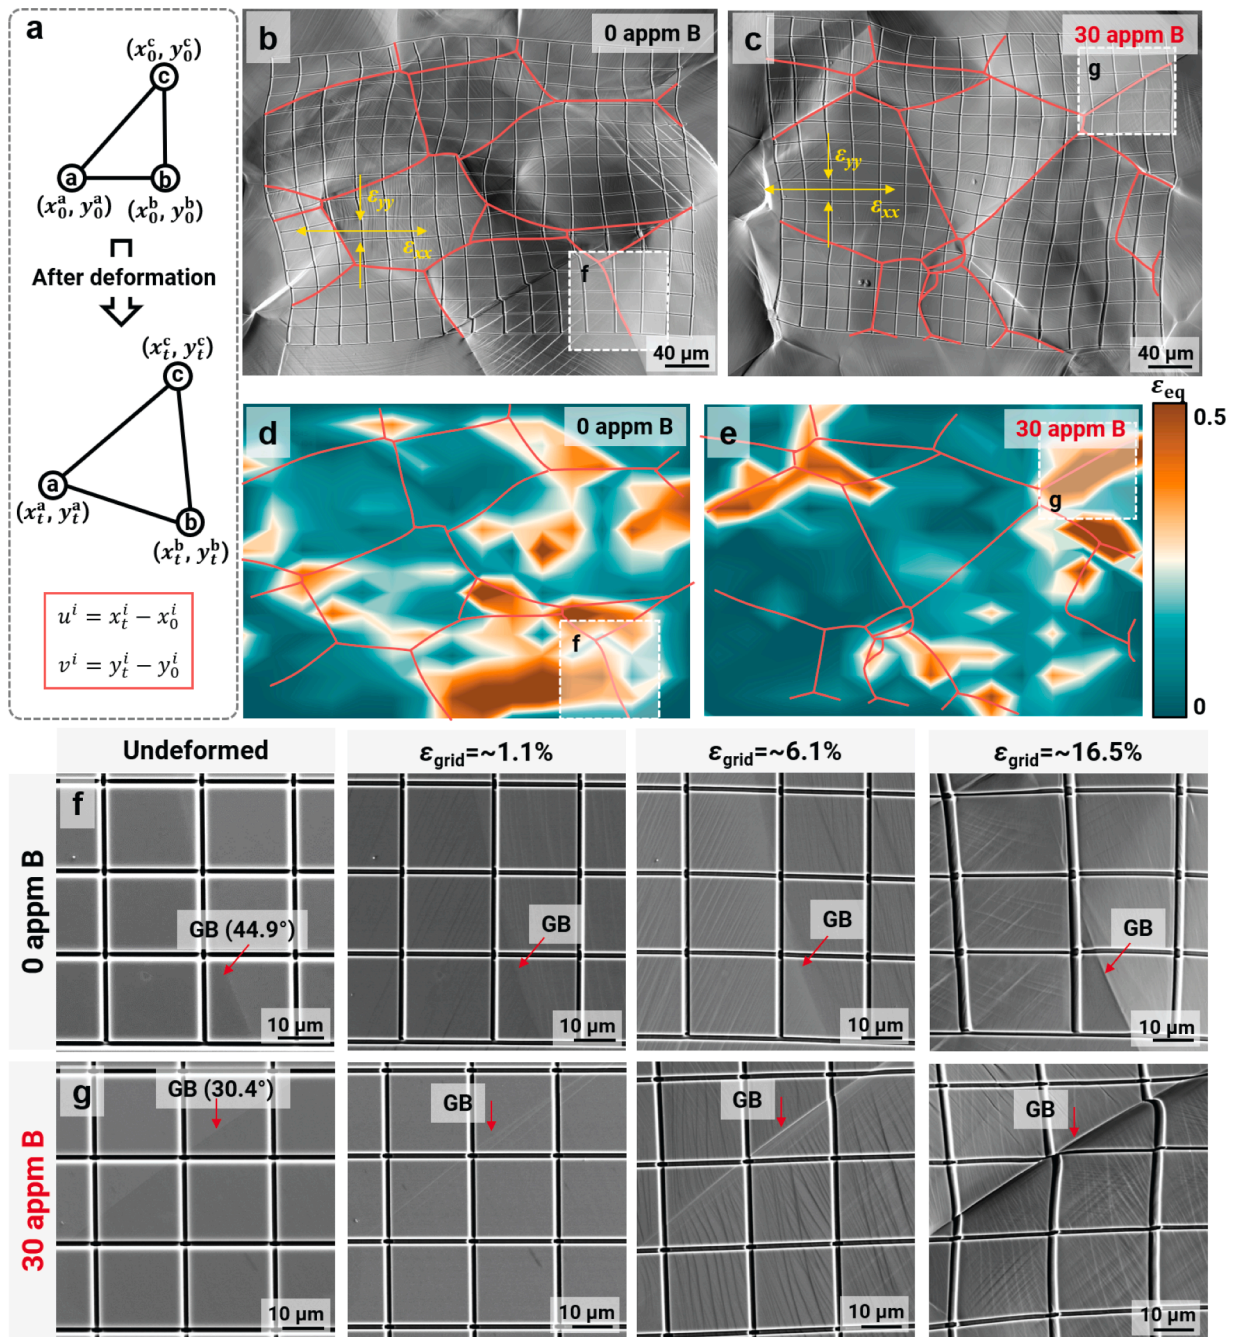 a
(x₀ᶜ, y₀ᶜ)
c
a
b
(x₀ᵃ, y₀ᵃ) (x₀ᵇ, y₀ᵇ)
After deformation
(xₜᶜ, yₜᶜ)
c
a
(xₜᵃ, yₜᵃ)
b
(xₜᵇ, yₜᵇ)
uⁱ = xₜⁱ − x₀ⁱ
vⁱ = yₜⁱ − y₀ⁱ
b
0 appm B
εyy
εxx
f
40 µm
c
30 appm B
g
εyy
εxx
40 µm
d
0 appm B
f
e
30 appm B
g
εeq
0.5
0
Undeformed
εgrid=~1.1%
εgrid=~6.1%
εgrid=~16.5%
0 appm B
f
GB (44.9°)
10 µm
GB
10 µm
GB
10 µm
GB
10 µm
30 appm B
g
GB (30.4°)
10 µm
GB
10 µm
GB
10 µm
GB
10 µm